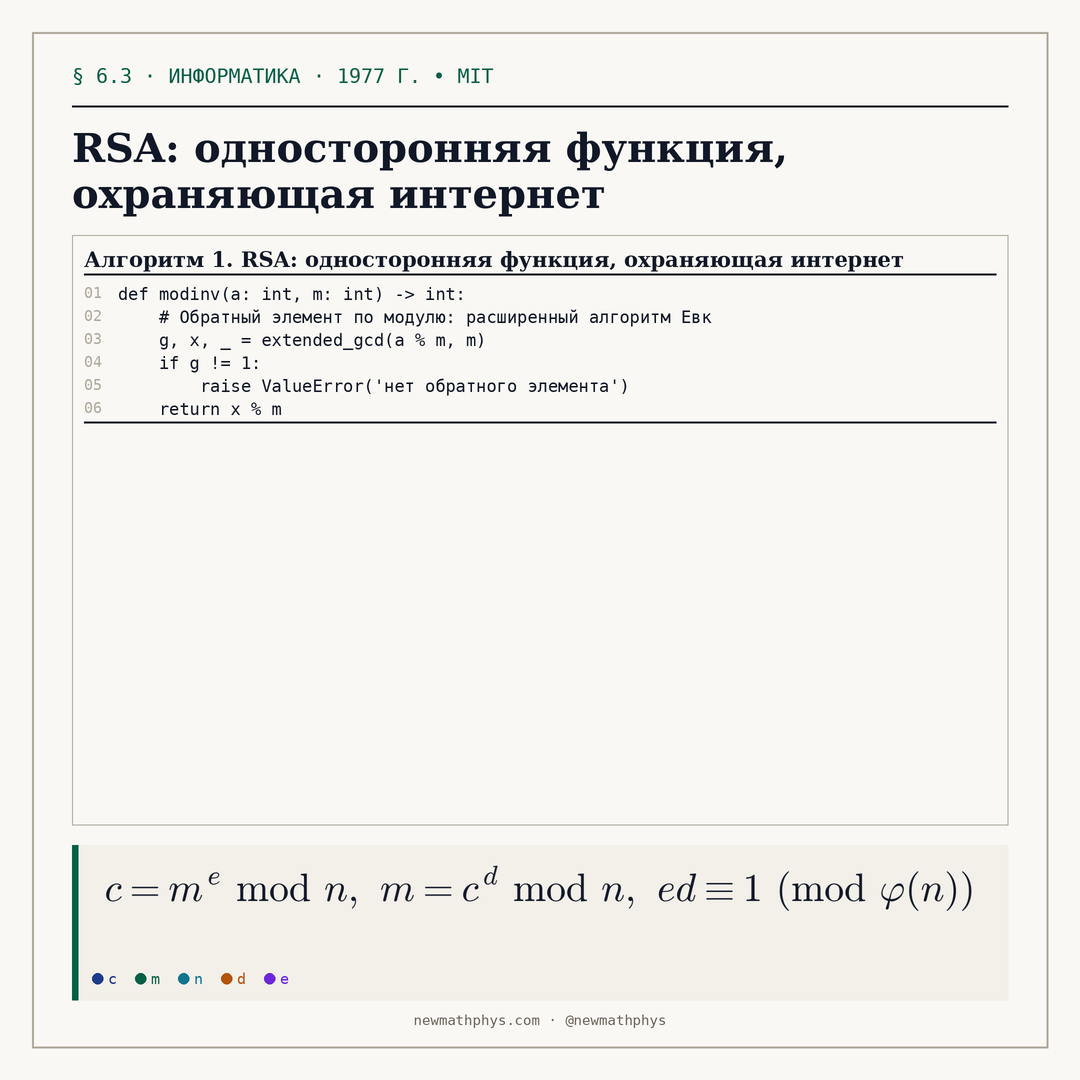 § 6.3 · ИНФОРМАТИКА · 1977 Г. • MIT
RSA: односторонняя функция,
охраняющая интернет
Алгоритм 1. RSA: односторонняя функция, охраняющая интернет
01 def modinv(a: int, m: int) -> int:
02     # Обратный элемент по модулю: расширенный алгоритм Евк
03     g, x, _ = extended_gcd(a % m, m)
04     if g != 1:
05         raise ValueError('нет обратного элемента')
06     return x % m
c = m^e mod n, m = c^d mod n, ed ≡ 1 (mod φ(n))
c m n d e
newmathphys.com · @newmathphys